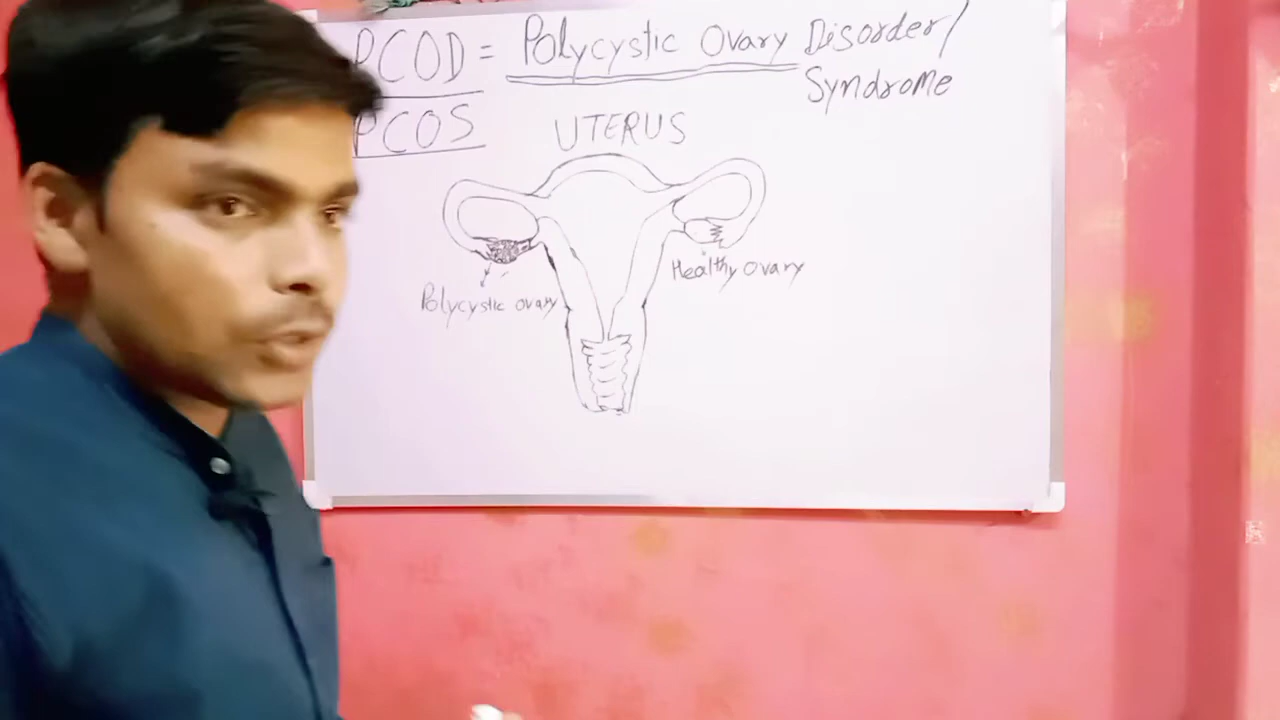 PCOD = Polycystic Ovary Disorder/
Syndrome
PCOS
UTERUS
Healthy Ovary
Polycystic ovary